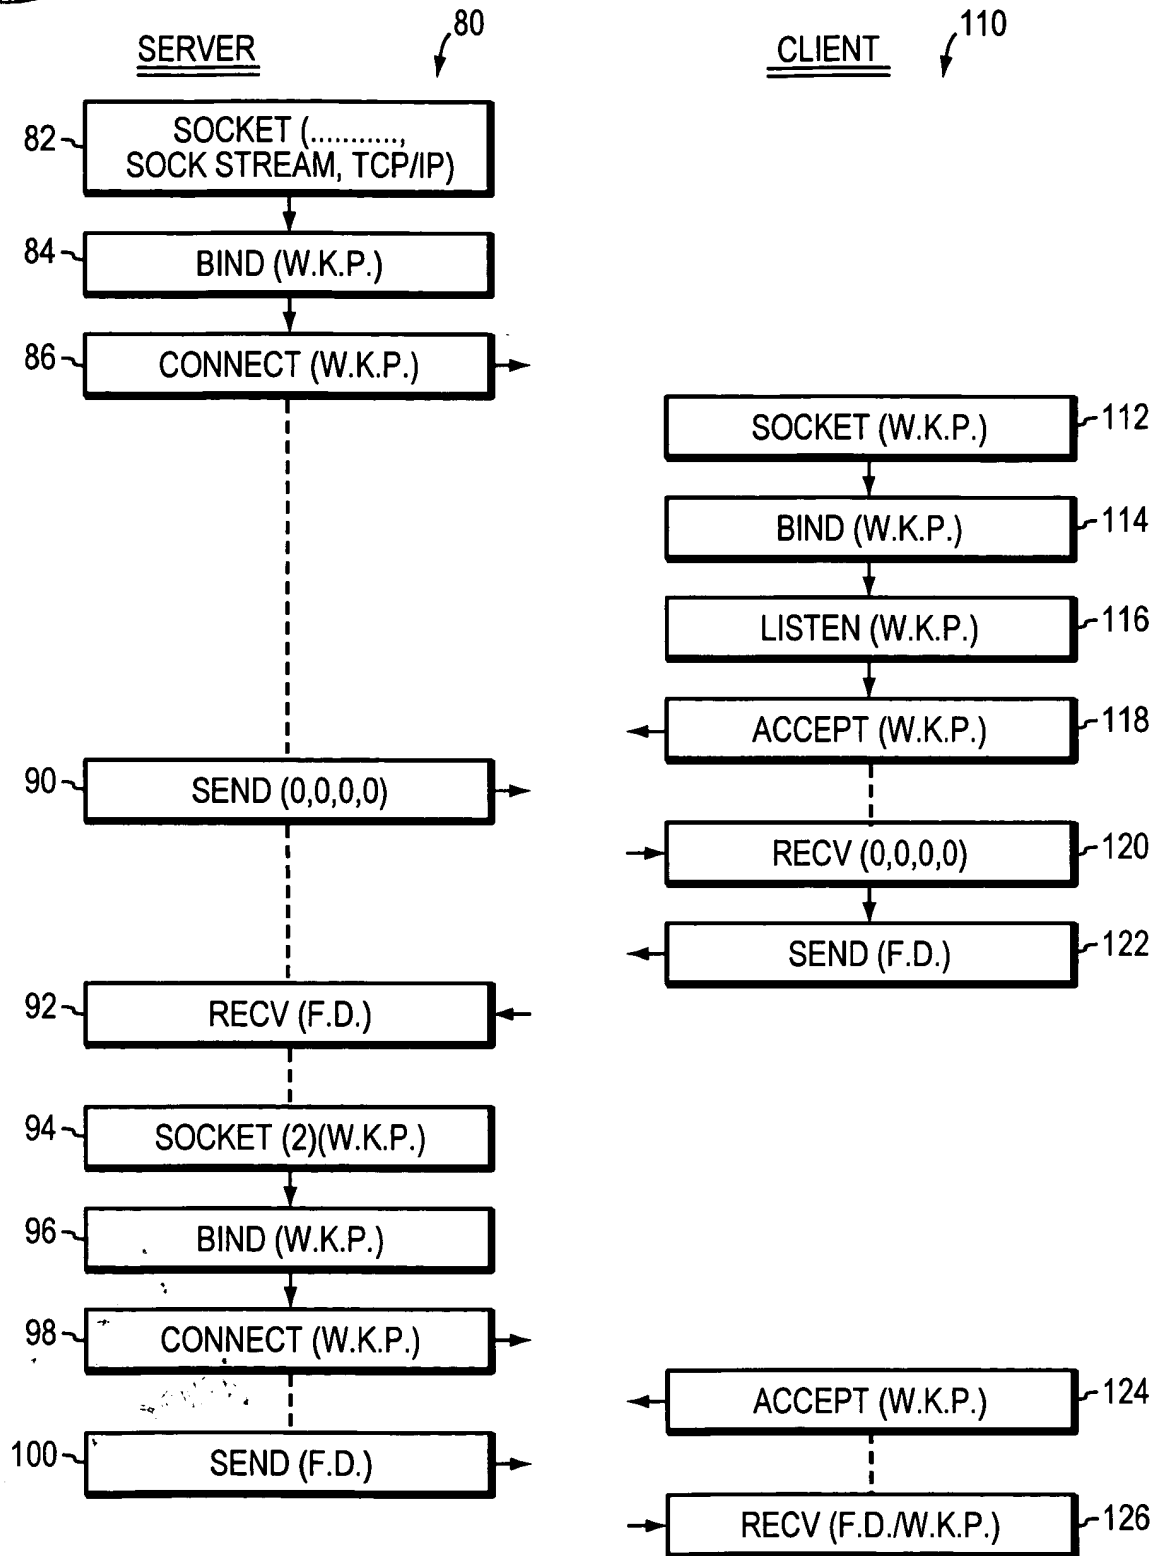 SERVER
80
CLIENT
110
82
SOCKET (............,
SOCK STREAM, TCP/IP)
84
BIND (W.K.P.)
86
CONNECT (W.K.P.)
SOCKET (W.K.P.)
112
BIND (W.K.P.)
114
LISTEN (W.K.P.)
116
ACCEPT (W.K.P.)
118
90
SEND (0,0,0,0)
RECV (0,0,0,0)
120
SEND (F.D.)
122
92
RECV (F.D.)
94
SOCKET (2)(W.K.P.)
96
BIND (W.K.P.)
98
CONNECT (W.K.P.)
ACCEPT (W.K.P.)
124
100
SEND (F.D.)
RECV (F.D./W.K.P.)
126